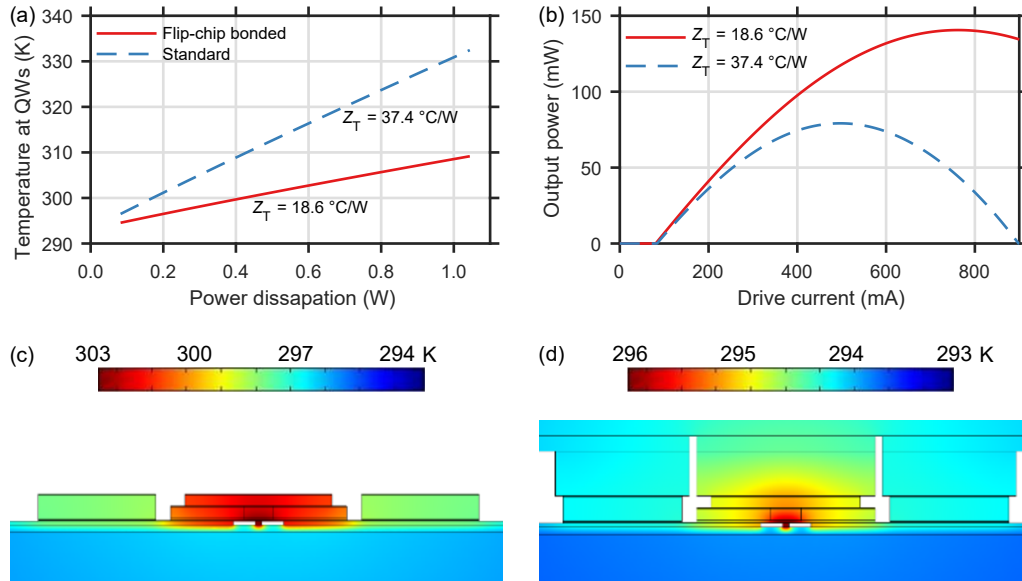 (a)
340
330
320
310
300
290
Temperature at QWs (K)
Flip-chip bonded
Standard
Z_T = 37.4 °C/W
Z_T = 18.6 °C/W
0.0 0.2 0.4 0.6 0.8 1.0
Power dissapation (W)
(b)
150
100
50
0
Output power (mW)
Z_T = 18.6 °C/W
Z_T = 37.4 °C/W
0 200 400 600 800
Drive current (mA)
(c)
303 300 297 294 K
(d)
296 295 294 293 K